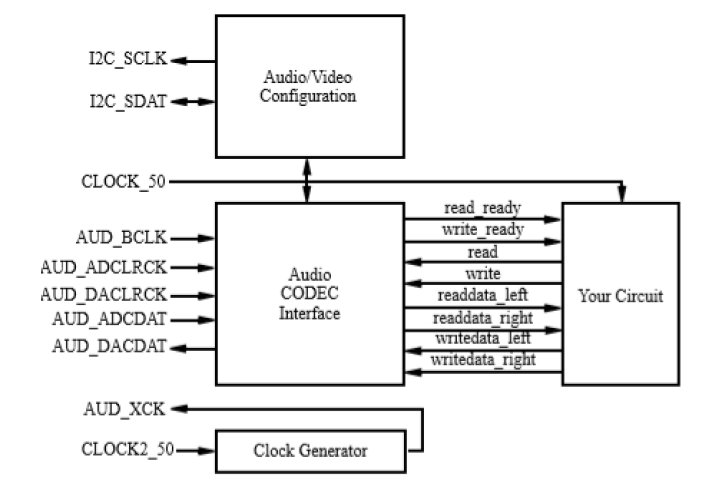 I2C_SCLK
Audio/Video
Configuration
I2C_SDAT
CLOCK_50
read_ready
write_ready
read
write
readdata_left
readdata_right
writedata_left
writedata_right
AUD_BCLK
AUD_ADCLRCK
AUD_DACLRCK
AUD_ADCDAT
AUD_DACDAT
Audio
CODEC
Interface
Your Circuit
AUD_XCK
CLOCK2_50
Clock Generator